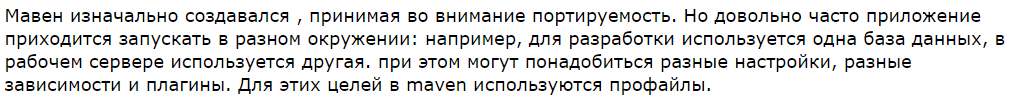 Мавен изначально создавался , принимая во внимание портируемость. Но довольно часто приложение
приходится запускать в разном окружении: например, для разработки используется одна база данных, в
рабочем сервере используется другая. при этом могут понадобиться разные настройки, разные
зависимости и плагины. Для этих целей в maven используются профайлы.